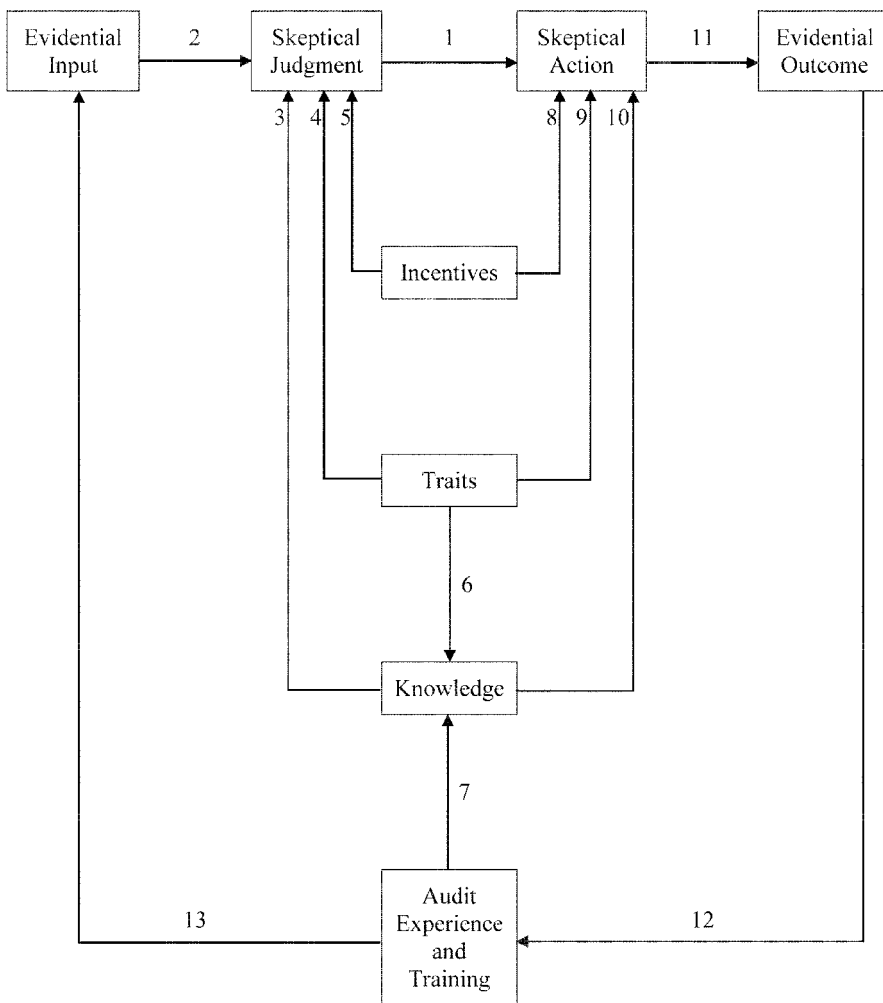 Evidential
Input
2
Skeptical
Judgment
1
Skeptical
Action
11
Evidential
Outcome
3
4
5
8
9
10
Incentives
Traits
6
Knowledge
7
Audit
Experience
and
Training
13
12